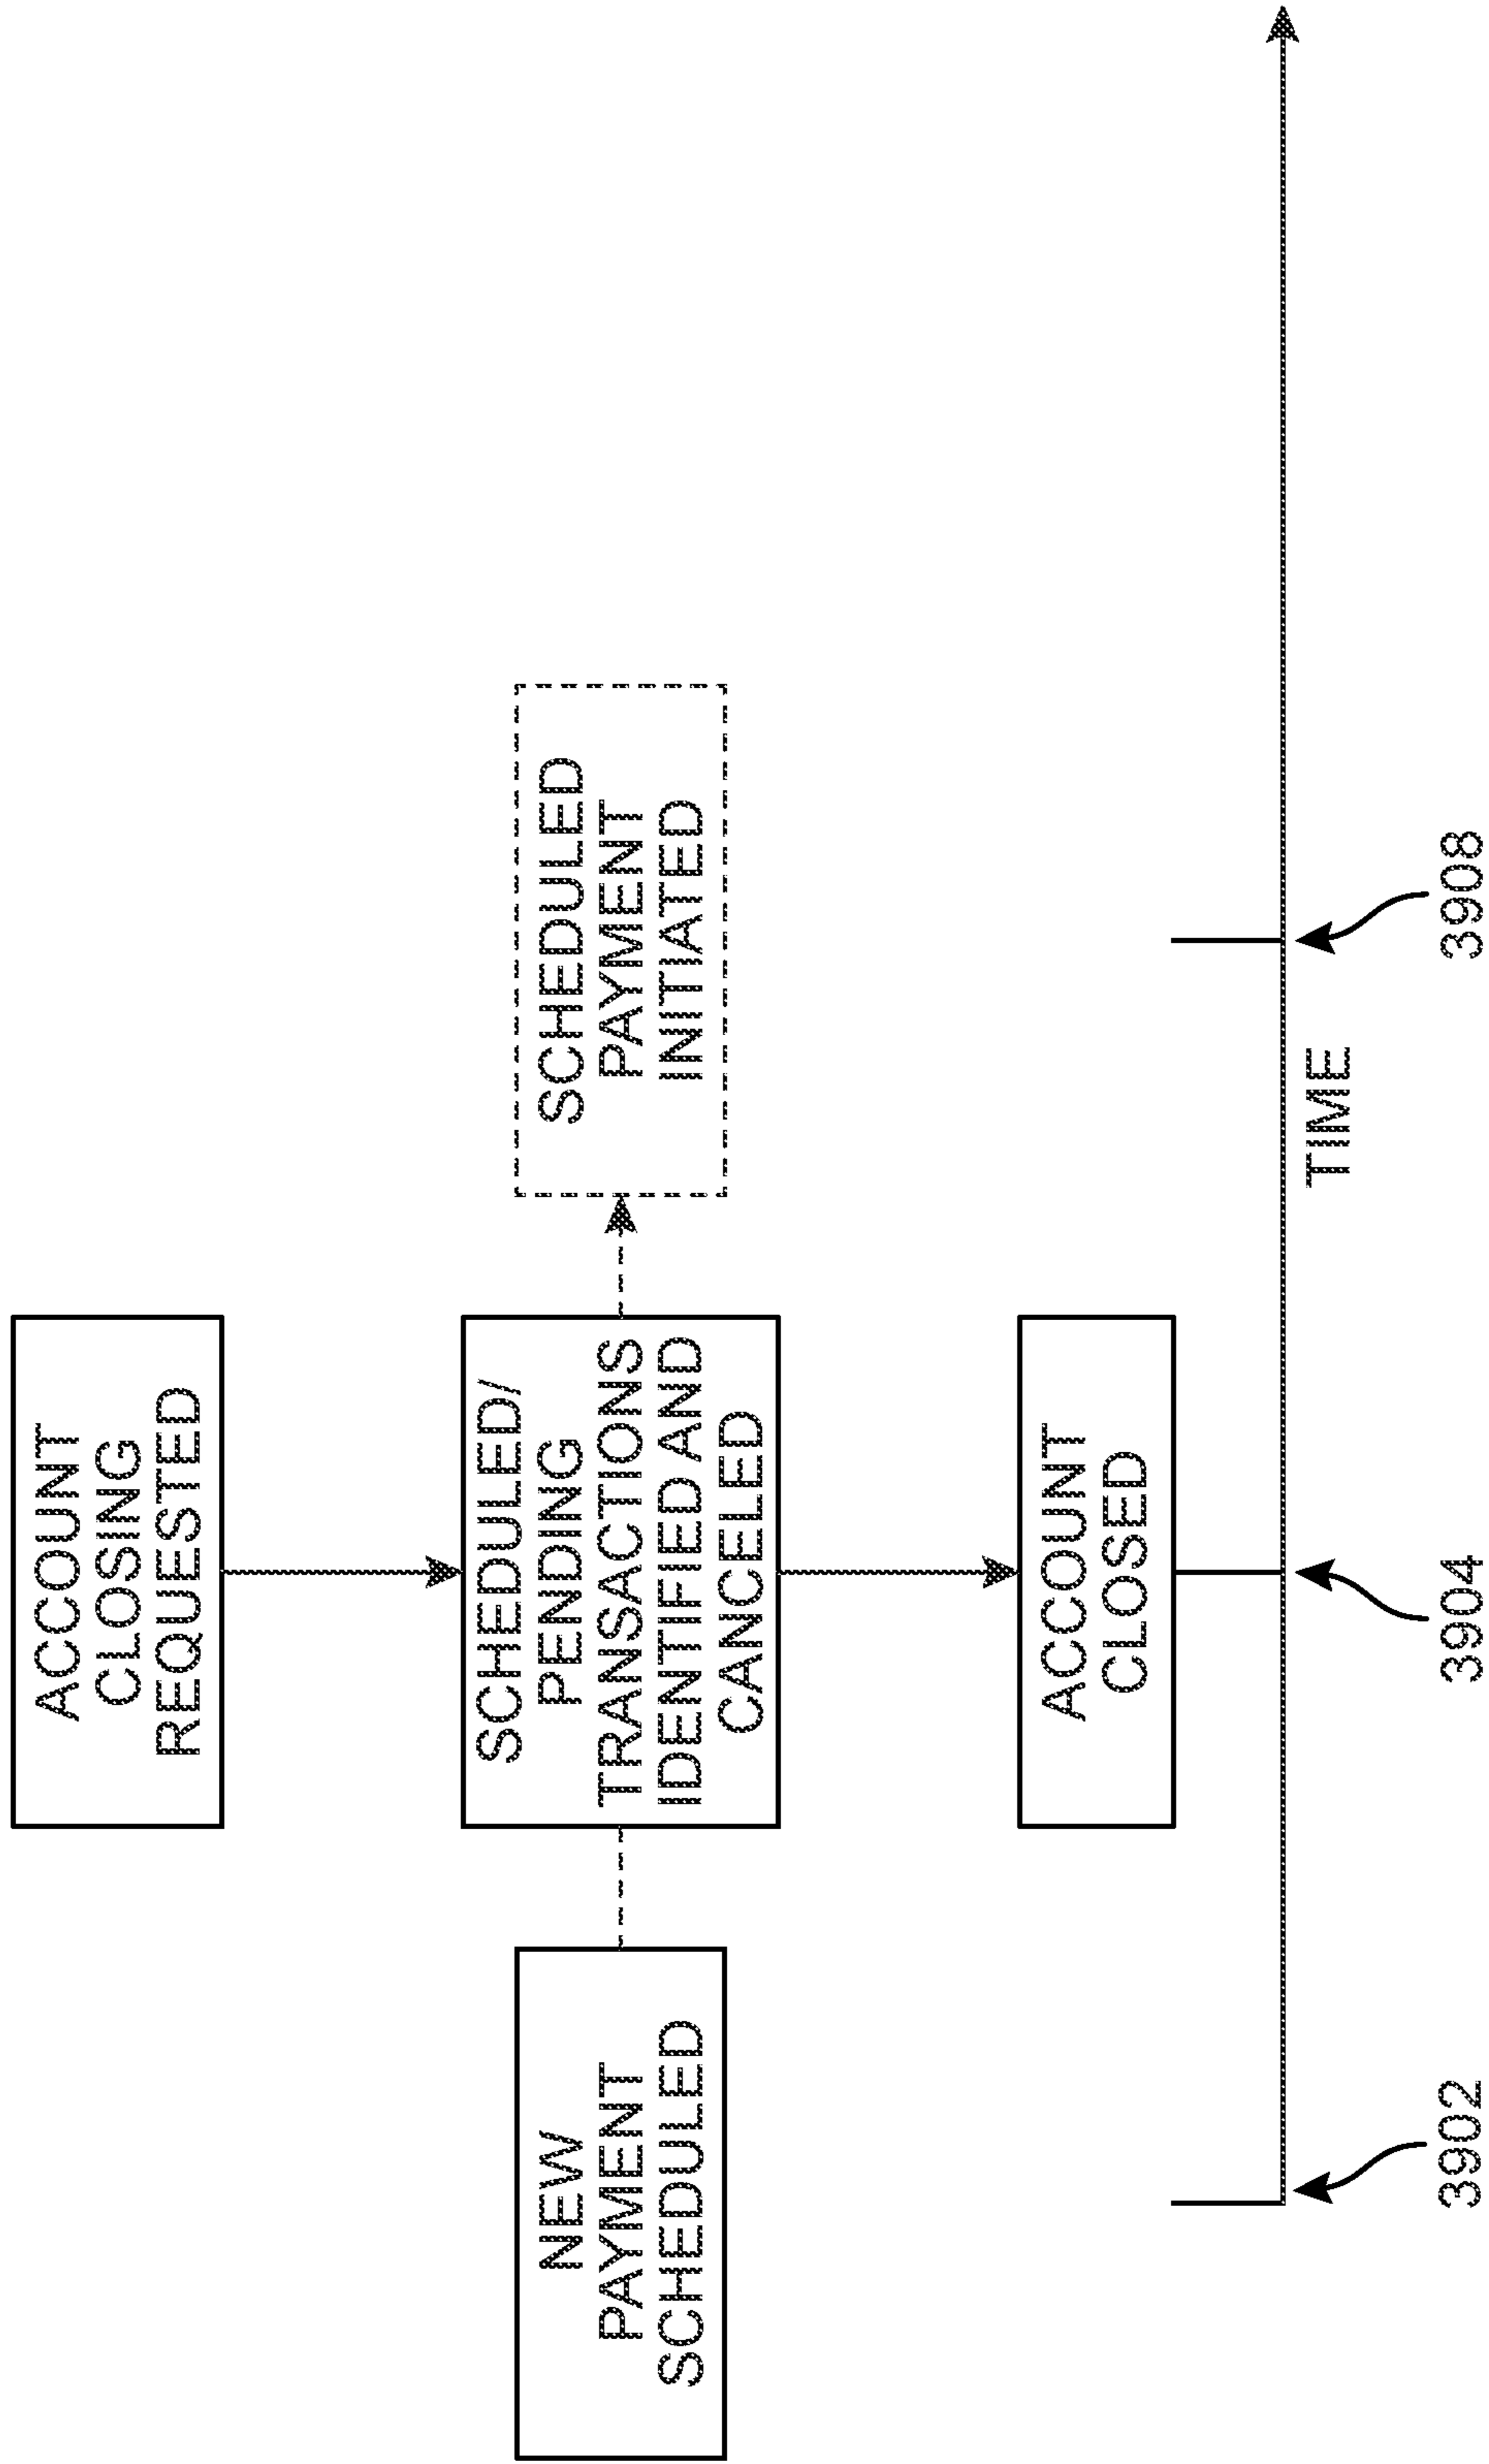 ACCOUNT
CLOSING
REQUESTED
NEW
PAYMENT
SCHEDULED
SCHEDULED/
PENDING
TRANSACTIONS
IDENTIFIED AND
CANCELED
SCHEDULED
PAYMENT
INITIATED
ACCOUNT
CLOSED
TIME
3902
3904
3908